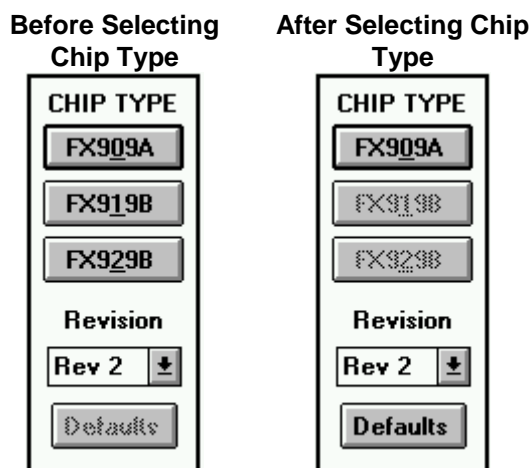 Before Selecting
Chip Type
CHIP TYPE
FX909A
FX919B
FX929B
Revision
Rev 2
Defaults
After Selecting Chip
Type
CHIP TYPE
FX909A
FX919B
FX929B
Revision
Rev 2
Defaults